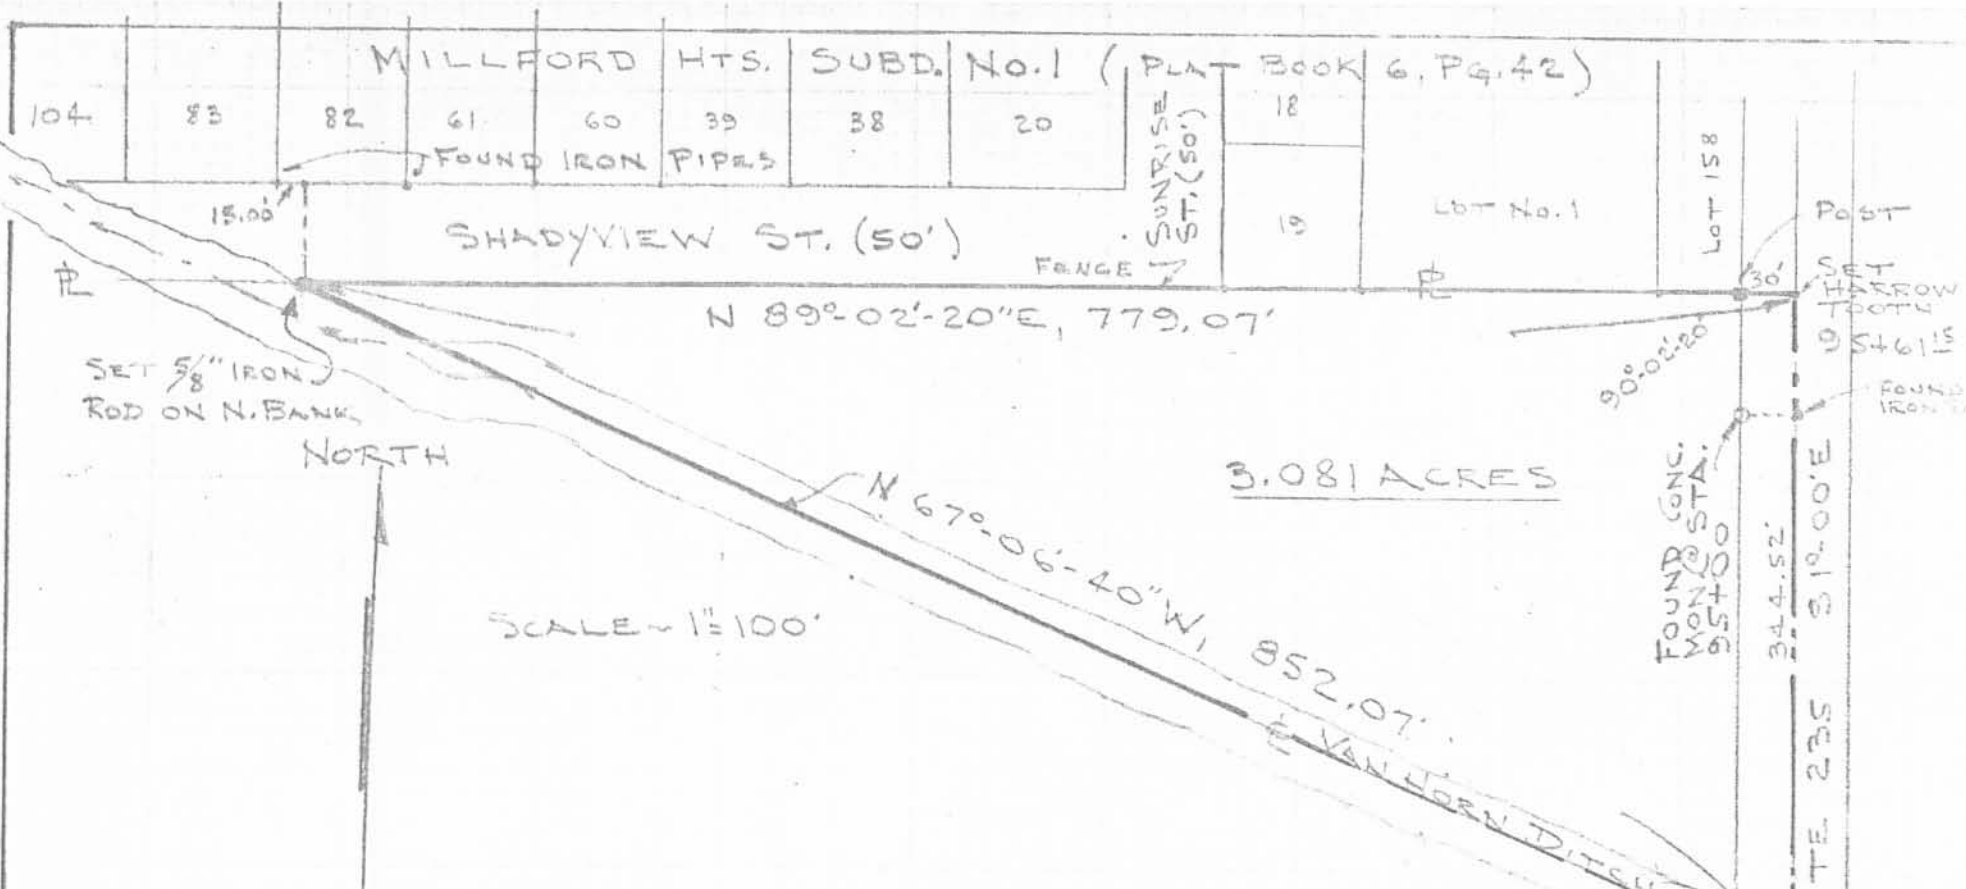 MILLFORD HTS. SUBD. No. 1 (PLAT BOOK 6, PG. 42)
104
83
82
61
60
39
38
20
18
19
FOUND IRON PIPES
SUNRISE
ST. (50')
LOT No. 1
LOT 158
POST
15.00'
SHADYVIEW ST. (50')
FENCE
PL
PL
30'
SET
HARROW
TOOTH
95+61.15
N 89°-02'-20"E, 779.07'
90°-02'-20"
SET 5/8" IRON
ROD ON N. BANK
FOUND
IRON
NORTH
3.081 ACRES
N 67°-06'-40"W, 852.07'
FOUND CONC.
MON. @ STA.
95+00
344.52'
SCALE ~ 1"=100'
℄ VAN HORN DITCH
TE 235